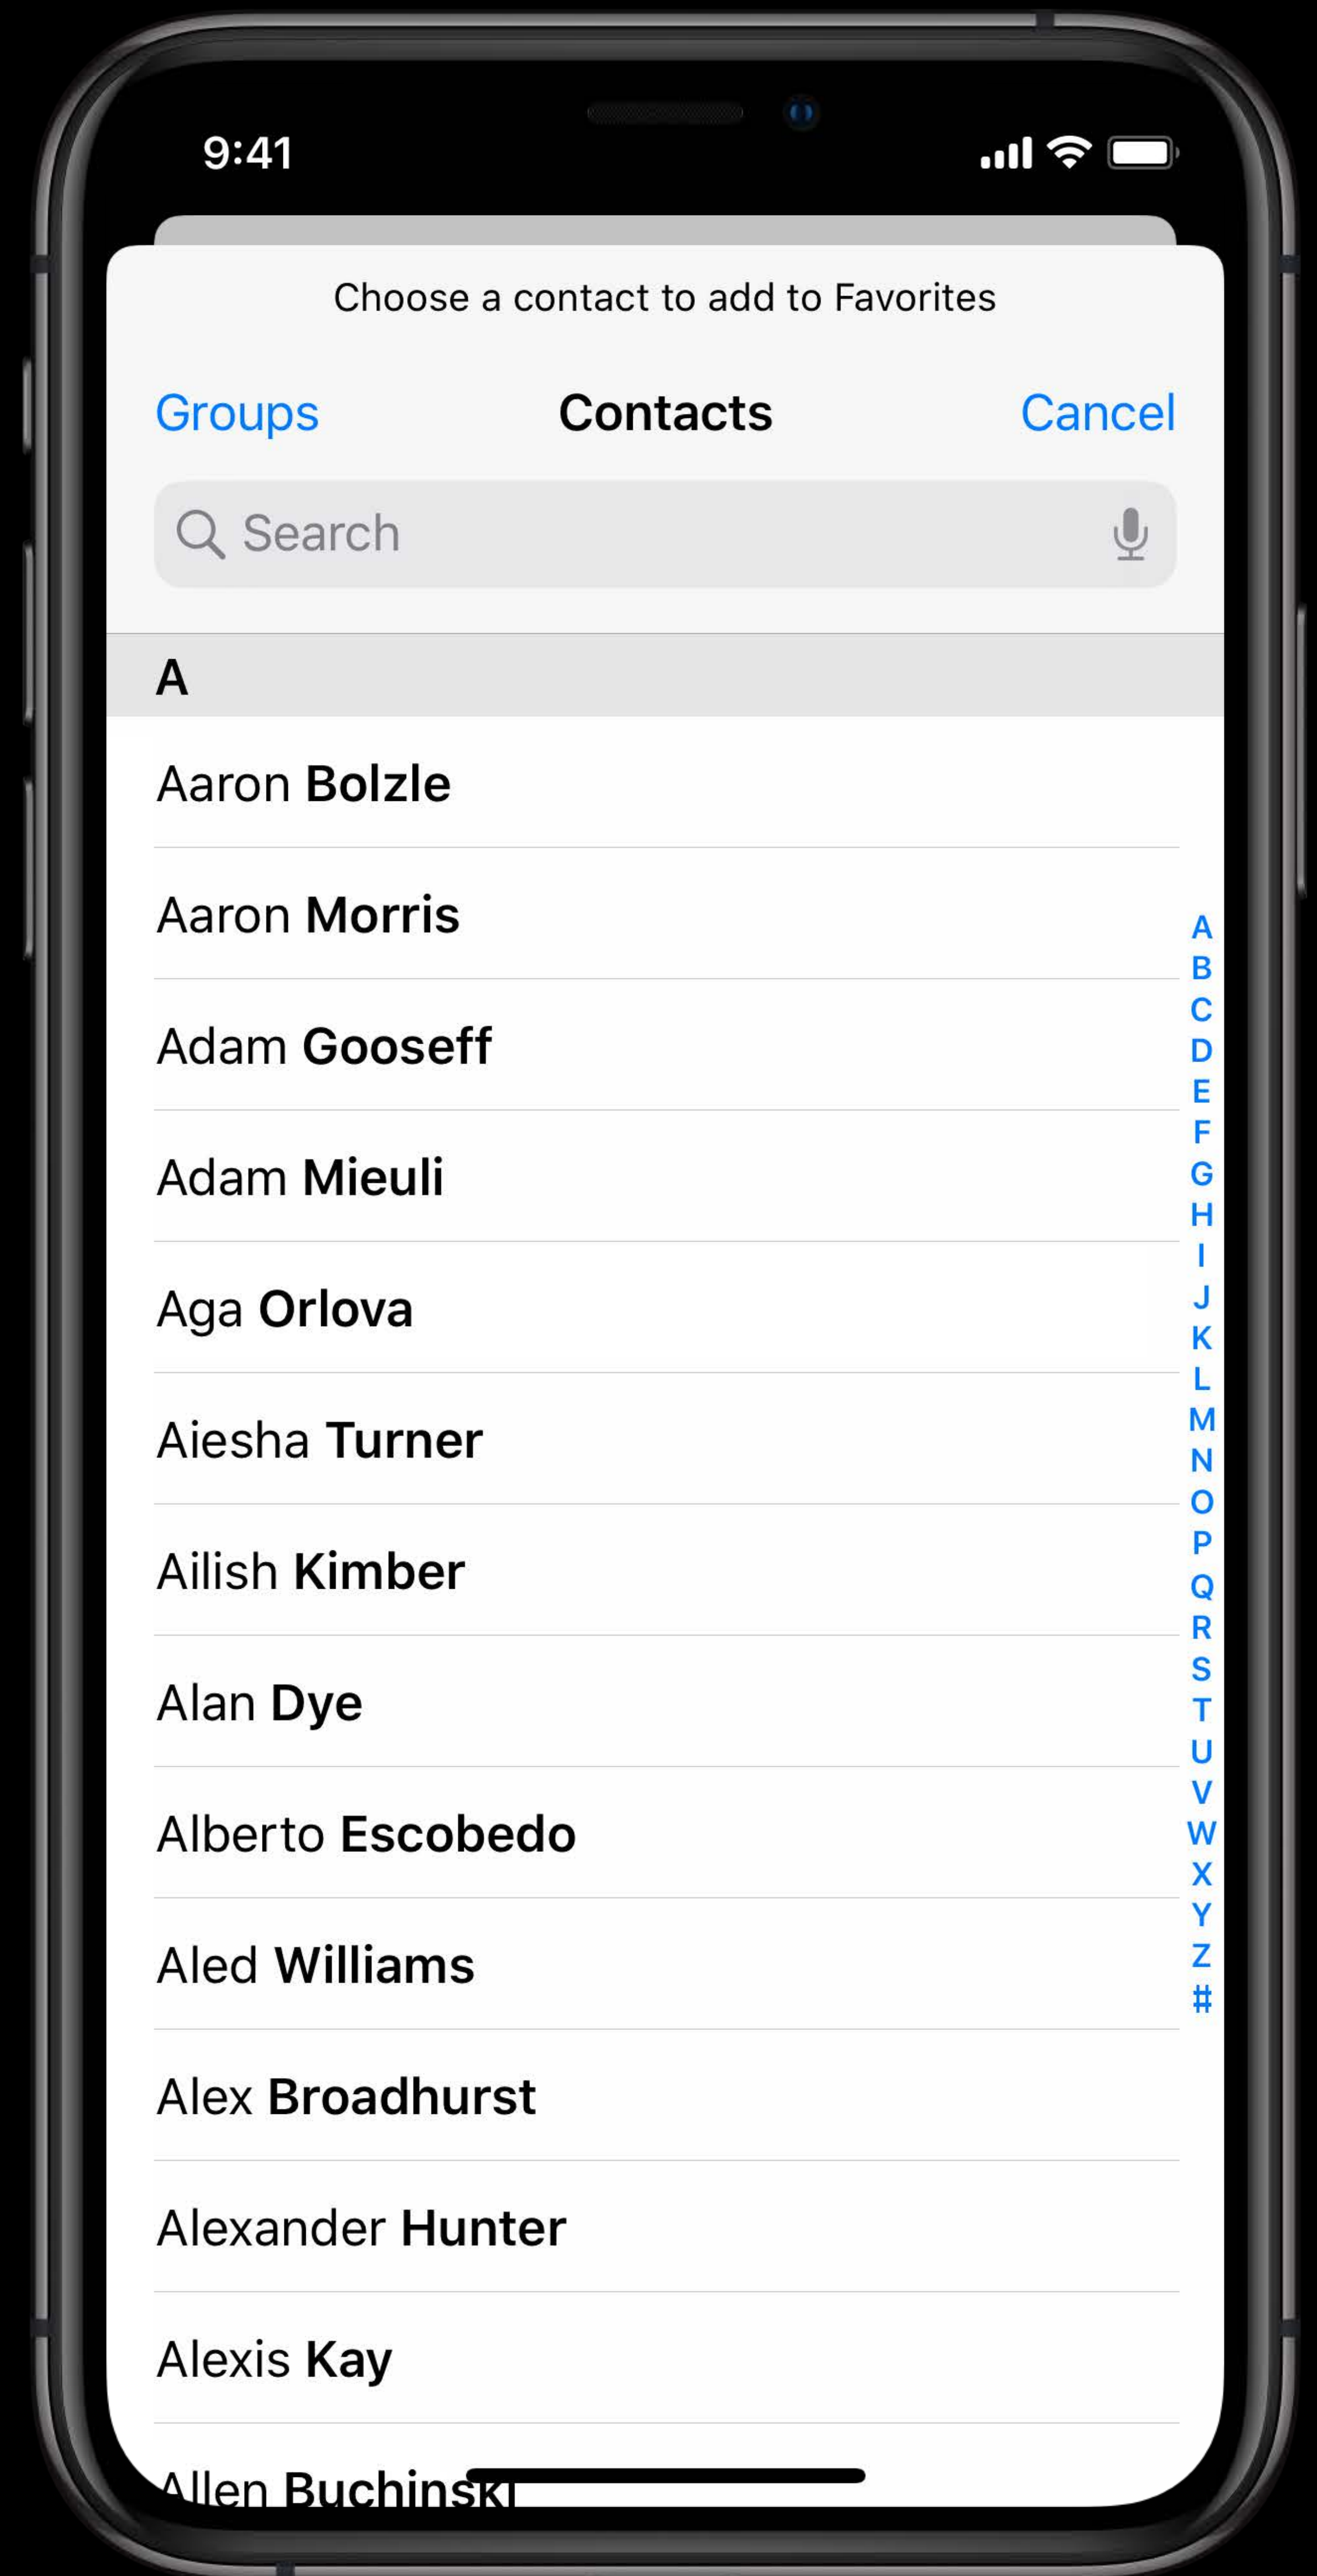 9:41
Choose a contact to add to Favorites
Groups Contacts Cancel
Search
A
Aaron Bolzle
Aaron Morris
Adam Gooseff
Adam Mieuli
Aga Orlova
Aiesha Turner
Ailish Kimber
Alan Dye
Alberto Escobedo
Aled Williams
Alex Broadhurst
Alexander Hunter
Alexis Kay
Allen Buchinski
A
B
C
D
E
F
G
H
I
J
K
L
M
N
O
P
Q
R
S
T
U
V
W
X
Y
Z
#